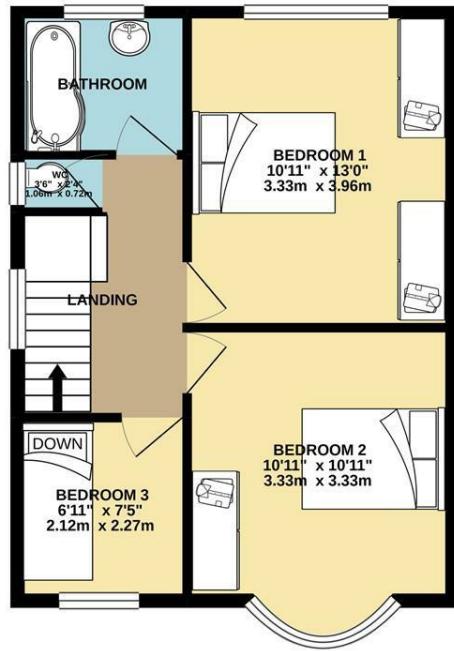 BATHROOM
BEDROOM 1
10'11" x 13'0"
3.33m x 3.96m
WC
3'6" x 2'4"
1.06m x 0.72m
LANDING
DOWN
BEDROOM 3
6'11" x 7'5"
2.12m x 2.27m
BEDROOM 2
10'11" x 10'11"
3.33m x 3.33m